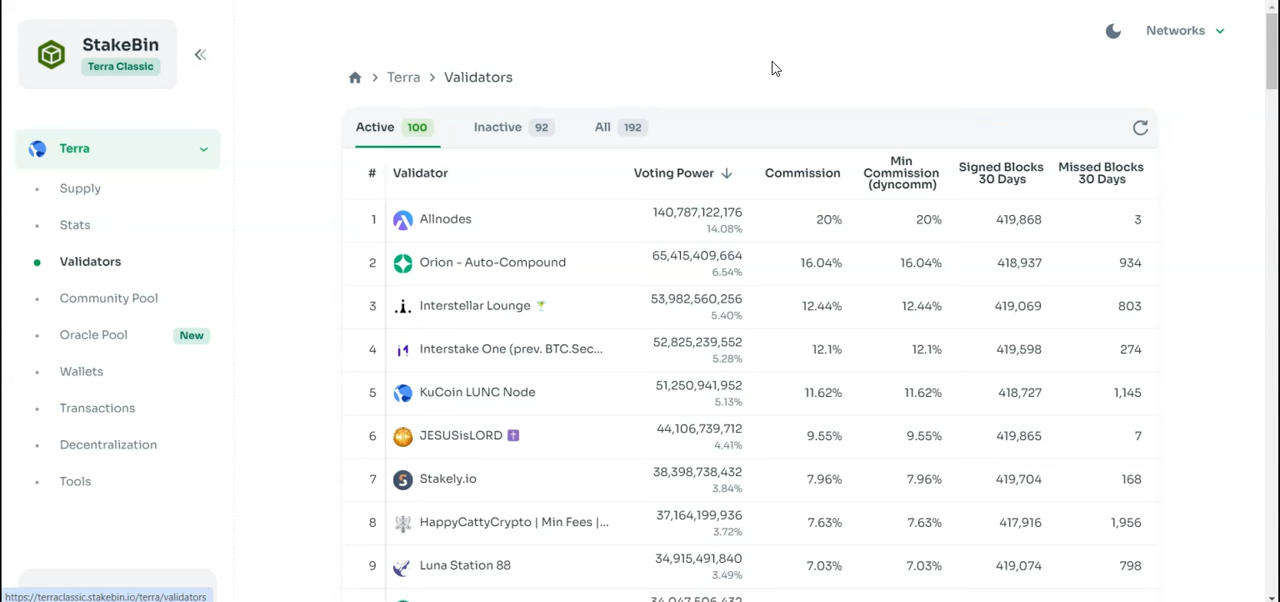 StakeBin
Terra Classic
Networks
Terra > Validators
Terra
Supply
Stats
Validators
Community Pool
Oracle Pool New
Wallets
Transactions
Decentralization
Tools
Active 100 Inactive 92 All 192
# Validator Voting Power ↓ Commission Min Commission (dyncomm) Signed Blocks 30 Days Missed Blocks 30 Days
1 Allnodes 140,787,122,176 14.08% 20% 20% 419,868 3
2 Orion - Auto-Compound 65,415,409,664 6.54% 16.04% 16.04% 418,937 934
3 Interstellar Lounge 🍸 53,982,560,256 5.40% 12.44% 12.44% 419,069 803
4 Interstake One (prev. BTC.Sec... 52,825,239,552 5.28% 12.1% 12.1% 419,598 274
5 KuCoin LUNC Node 51,250,941,952 5.13% 11.62% 11.62% 418,727 1,145
6 JESUSisLORD ✝️ 44,106,739,712 4.41% 9.55% 9.55% 419,865 7
7 Stakely.io 38,398,738,432 3.84% 7.96% 7.96% 419,704 168
8 HappyCattyCrypto | Min Fees |... 37,164,199,936 3.72% 7.63% 7.63% 417,916 1,956
9 Luna Station 88 34,915,491,840 3.49% 7.03% 7.03% 419,074 798
https://terraclassic.stakebin.io/terra/validators